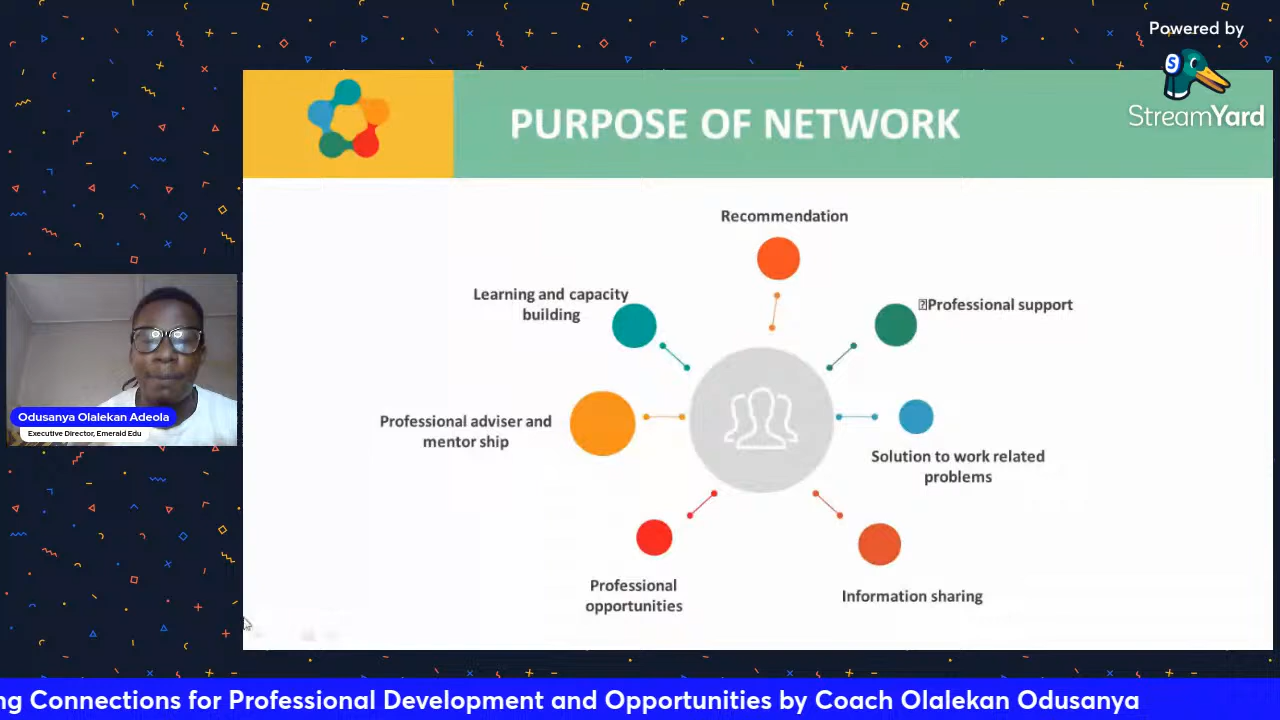 Powered by
StreamYard
PURPOSE OF NETWORK
Recommendation
Learning and capacity
building
Professional support
Professional adviser and
mentor ship
Solution to work related
problems
Professional
opportunities
Information sharing
Odusanya Olalekan Adeola
Executive Director, Emerald Edu
ng Connections for Professional Development and Opportunities by Coach Olalekan Odusanya